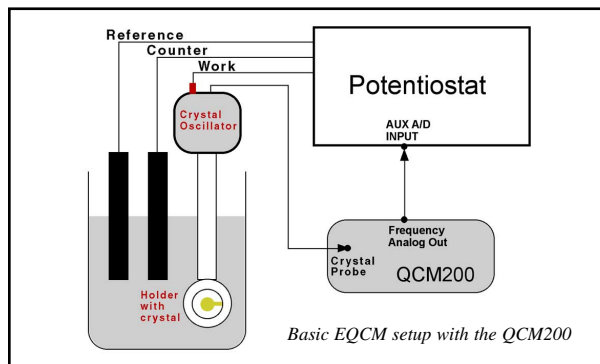 Reference
Counter
Work
Potentiostat
AUX A/D
INPUT
Crystal
Oscillator
Frequency
Analog Out
Crystal
Probe
QCM200
Holder
with
crystal
Basic EQCM setup with the QCM200